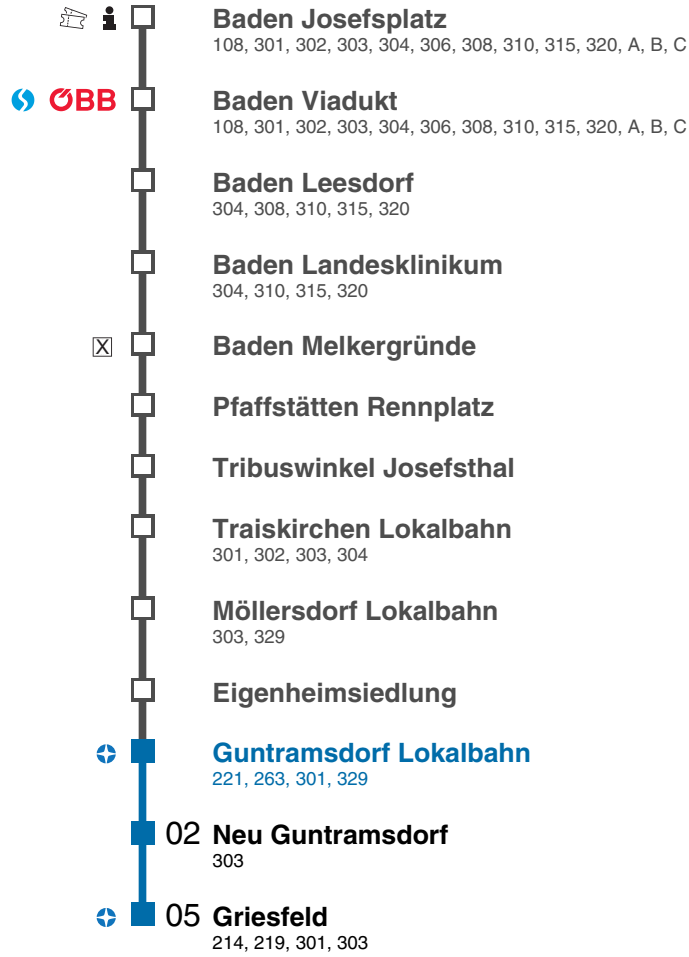 Baden Josefsplatz
108, 301, 302, 303, 304, 306, 308, 310, 315, 320, A, B, C
ÖBB Baden Viadukt
108, 301, 302, 303, 304, 306, 308, 310, 315, 320, A, B, C
Baden Leesdorf
304, 308, 310, 315, 320
Baden Landesklinikum
304, 310, 315, 320
X Baden Melkergründe
Pfaffstätten Rennplatz
Tribuswinkel Josefsthal
Traiskirchen Lokalbahn
301, 302, 303, 304
Möllersdorf Lokalbahn
303, 329
Eigenheimsiedlung
Guntramsdorf Lokalbahn
221, 263, 301, 329
02 Neu Guntramsdorf
303
05 Griesfeld
214, 219, 301, 303